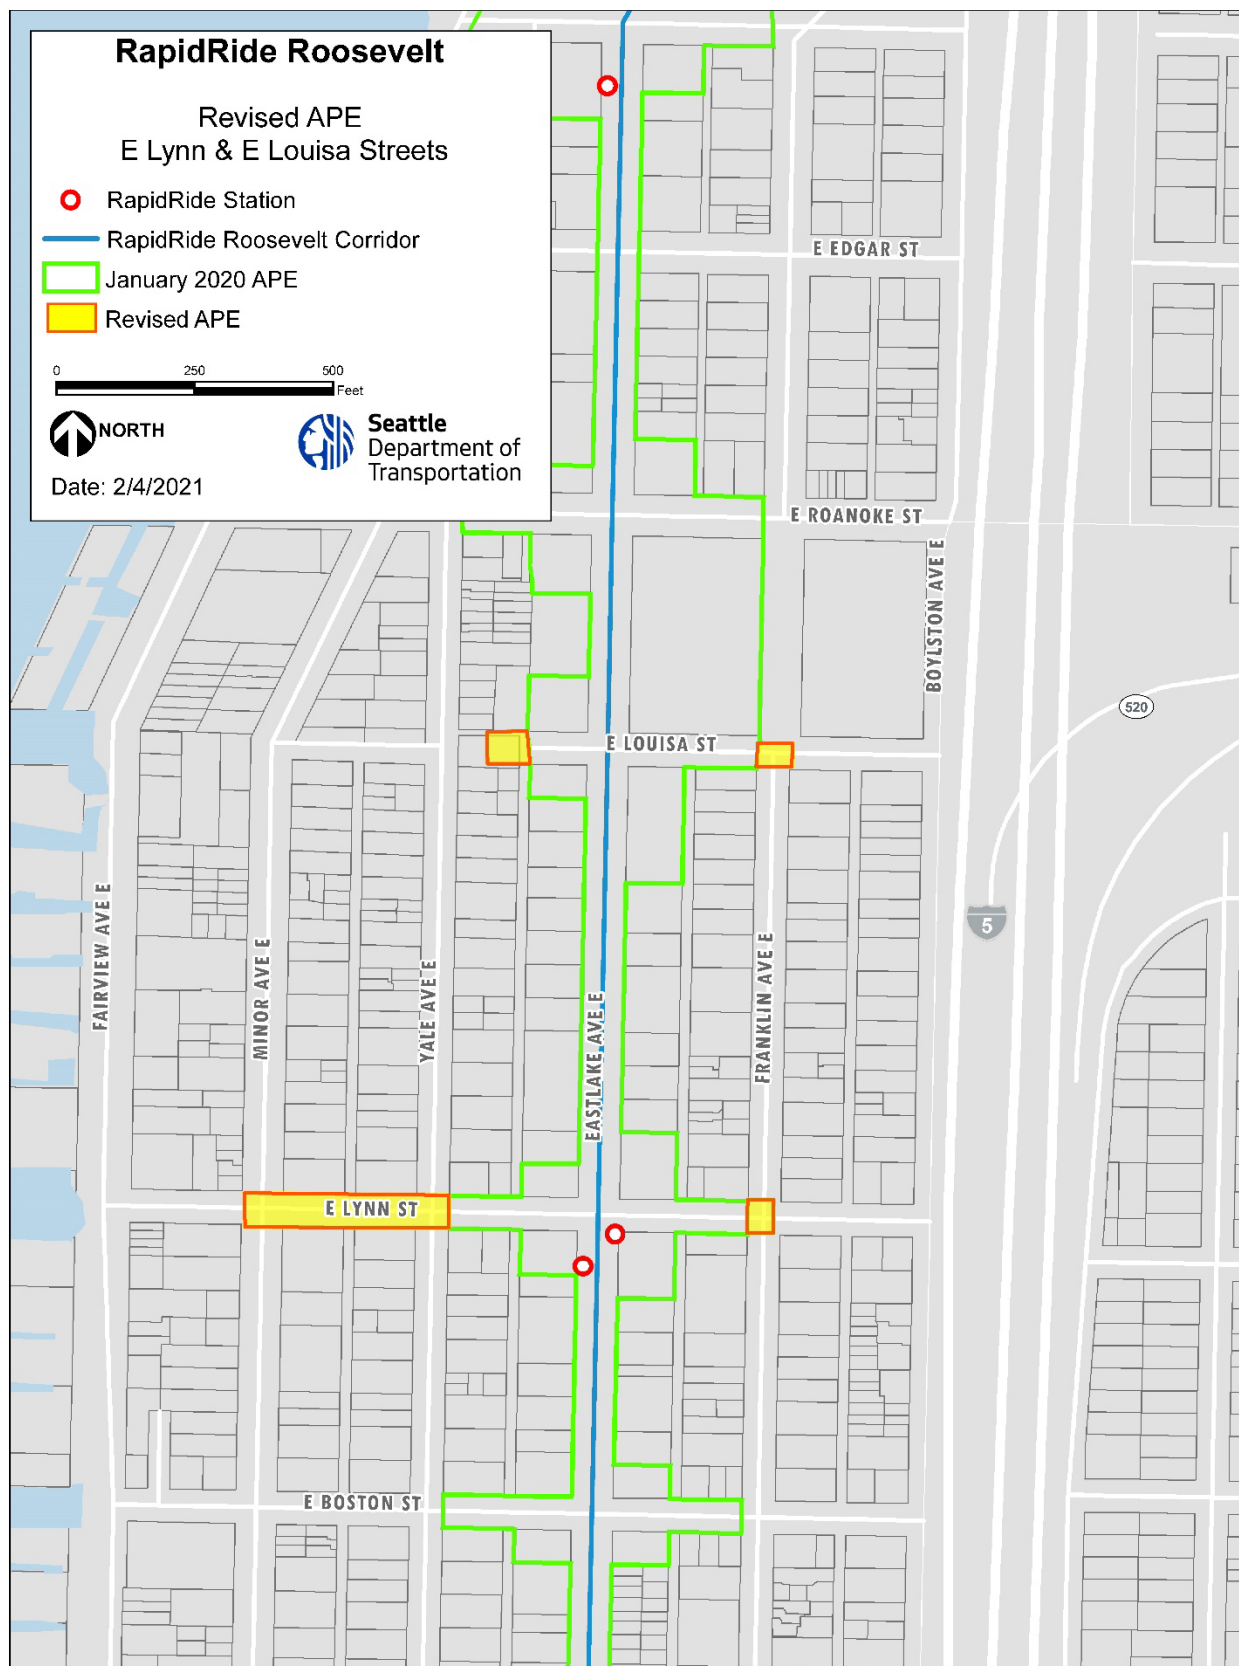 RapidRide Roosevelt
Revised APE
E Lynn & E Louisa Streets
RapidRide Station
RapidRide Roosevelt Corridor
January 2020 APE
Revised APE
0 250 500
Feet
NORTH
Seattle
Department of
Transportation
Date: 2/4/2021
E EDGAR ST
E ROANOKE ST
BOYLSTON AVE E
520
E LOUISA ST
5
FAIRVIEW AVE E
MINOR AVE E
YALE AVE E
EASTLAKE AVE E
FRANKLIN AVE E
E LYNN ST
E BOSTON ST